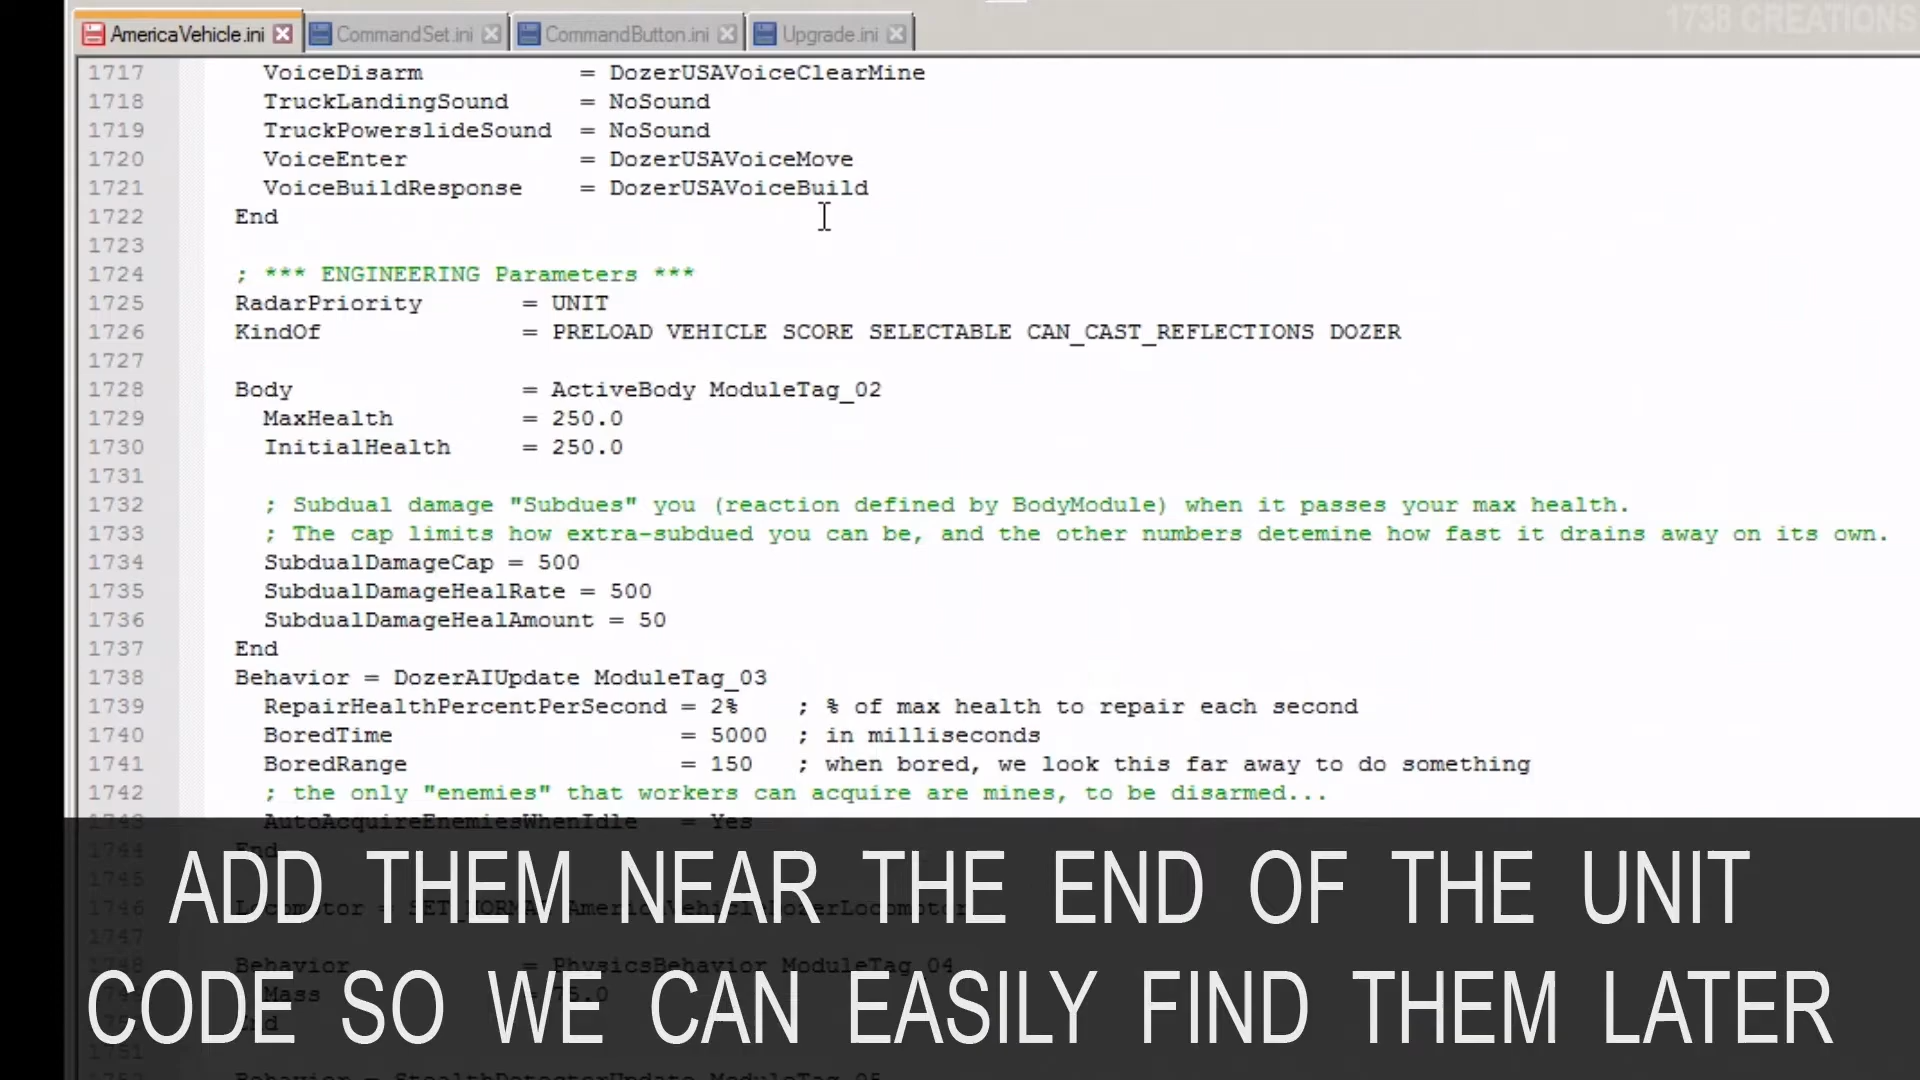 1738 CREATIONS
AmericaVehicle.ini CommandSet.ini CommandButton.ini Upgrade.ini
1717 VoiceDisarm = DozerUSAVoiceClearMine
1718 TruckLandingSound = NoSound
1719 TruckPowerslideSound = NoSound
1720 VoiceEnter = DozerUSAVoiceMove
1721 VoiceBuildResponse = DozerUSAVoiceBuild
1722 End
1723
1724 ; *** ENGINEERING Parameters ***
1725 RadarPriority = UNIT
1726 KindOf = PRELOAD VEHICLE SCORE SELECTABLE CAN_CAST_REFLECTIONS DOZER
1727
1728 Body = ActiveBody ModuleTag_02
1729 MaxHealth = 250.0
1730 InitialHealth = 250.0
1731
1732 ; Subdual damage "Subdues" you (reaction defined by BodyModule) when it passes your max health.
1733 ; The cap limits how extra-subdued you can be, and the other numbers detemine how fast it drains away on its own.
1734 SubdualDamageCap = 500
1735 SubdualDamageHealRate = 500
1736 SubdualDamageHealAmount = 50
1737 End
1738 Behavior = DozerAIUpdate ModuleTag_03
1739 RepairHealthPercentPerSecond = 2% ; % of max health to repair each second
1740 BoredTime = 5000 ; in milliseconds
1741 BoredRange = 150 ; when bored, we look this far away to do something
1742 ; the only "enemies" that workers can acquire are mines, to be disarmed...
1743 AutoAcquireEnemiesWhenIdle = Yes
ADD THEM NEAR THE END OF THE UNIT
CODE SO WE CAN EASILY FIND THEM LATER